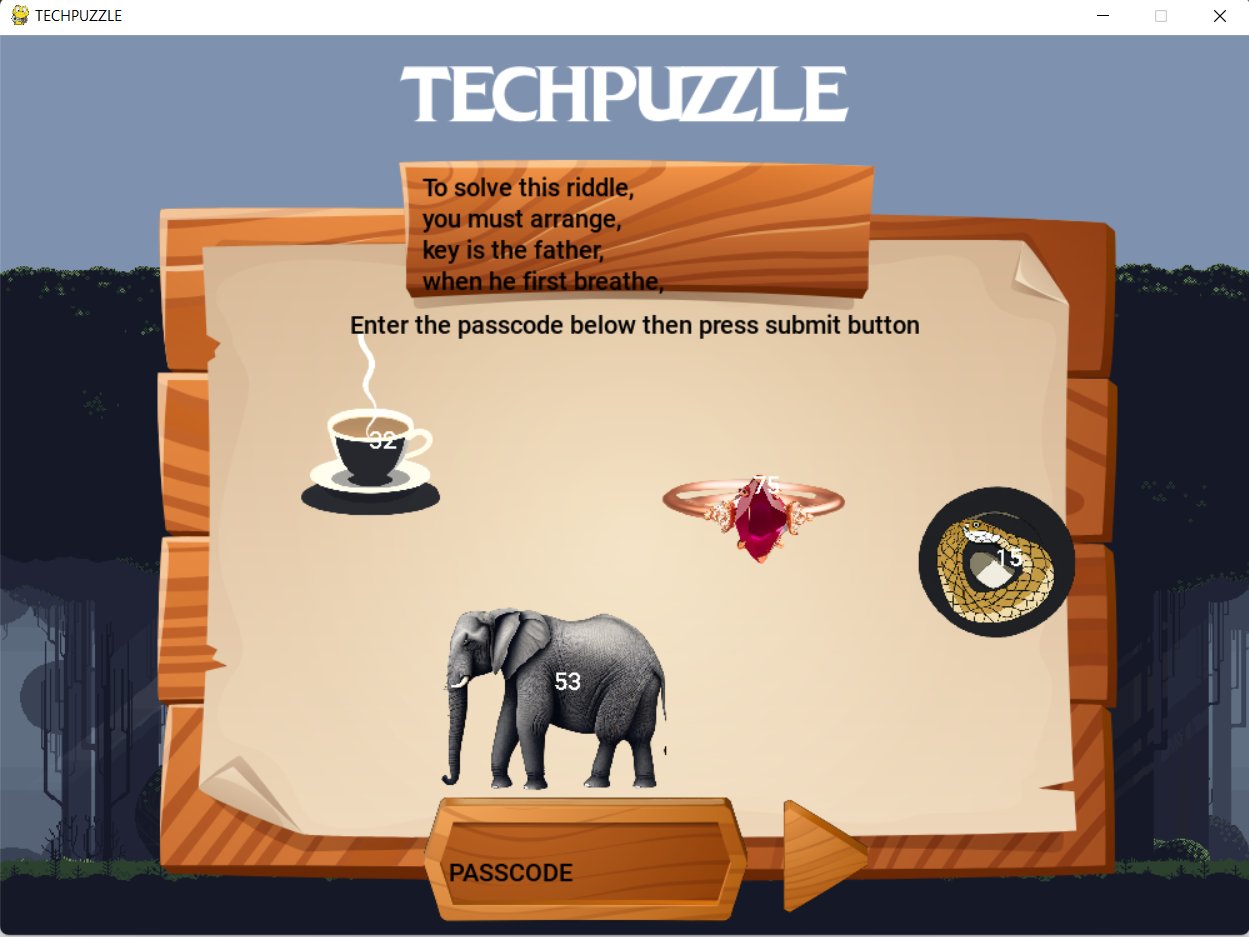 TECHPUZZLE
TECHPUZZLE
To solve this riddle,
you must arrange,
key is the father,
when he first breathe,
Enter the passcode below then press submit button
32
75
15
53
PASSCODE